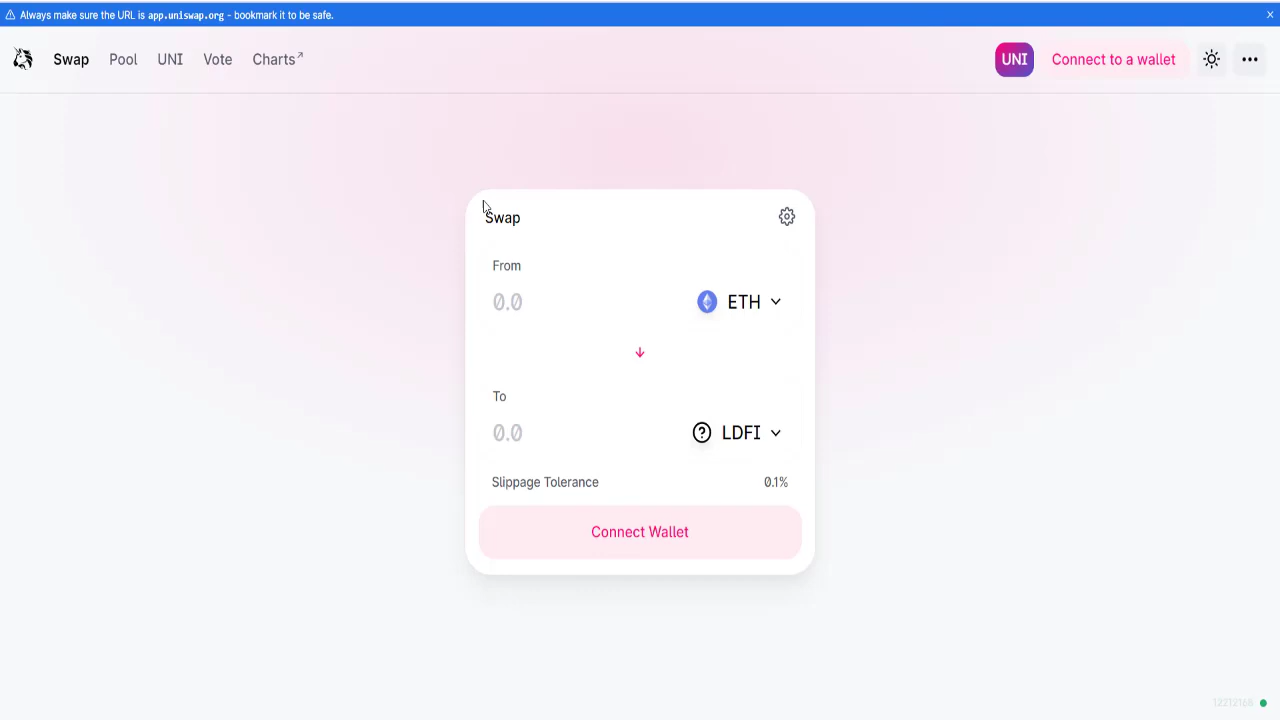 Always make sure the URL is app.uniswap.org - bookmark it to be safe.
Swap Pool UNI Vote Charts↗ UNI Connect to a wallet
Swap
From
0.0 ETH
To
0.0 LDFI
Slippage Tolerance 0.1%
Connect Wallet
12212168